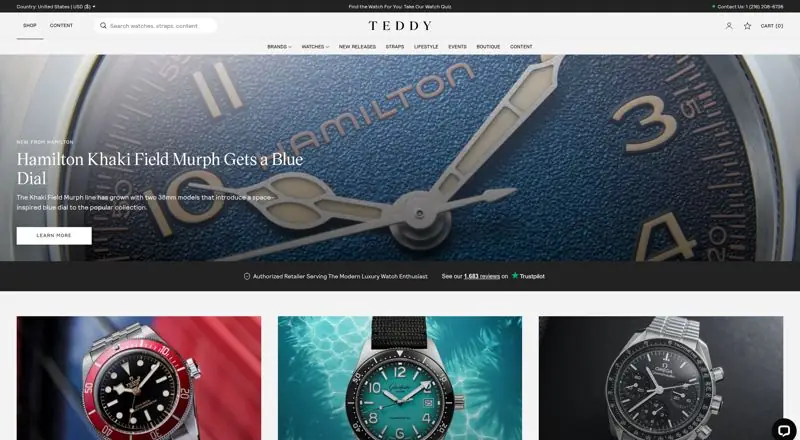 Country: United States | USD ($)
Find the Watch For You: Take Our Watch Quiz
Contact Us: 1 (216) 208-6736
SHOP
CONTENT
Search watches, straps, content
TEDDY
CART (0)
BRANDS
WATCHES
NEW RELEASES
STRAPS
LIFESTYLE
EVENTS
BOUTIQUE
CONTENT
HAMILTON
3
10
4
NEW FROM HAMILTON
Hamilton Khaki Field Murph Gets a Blue
Dial
The Khaki Field Murph line has grown with two 38mm models that introduce a space-
inspired blue dial to the popular collection.
LEARN MORE
Authorized Retailer Serving The Modern Luxury Watch Enthusiast
See our 1,683 reviews on Trustpilot
OMEGA